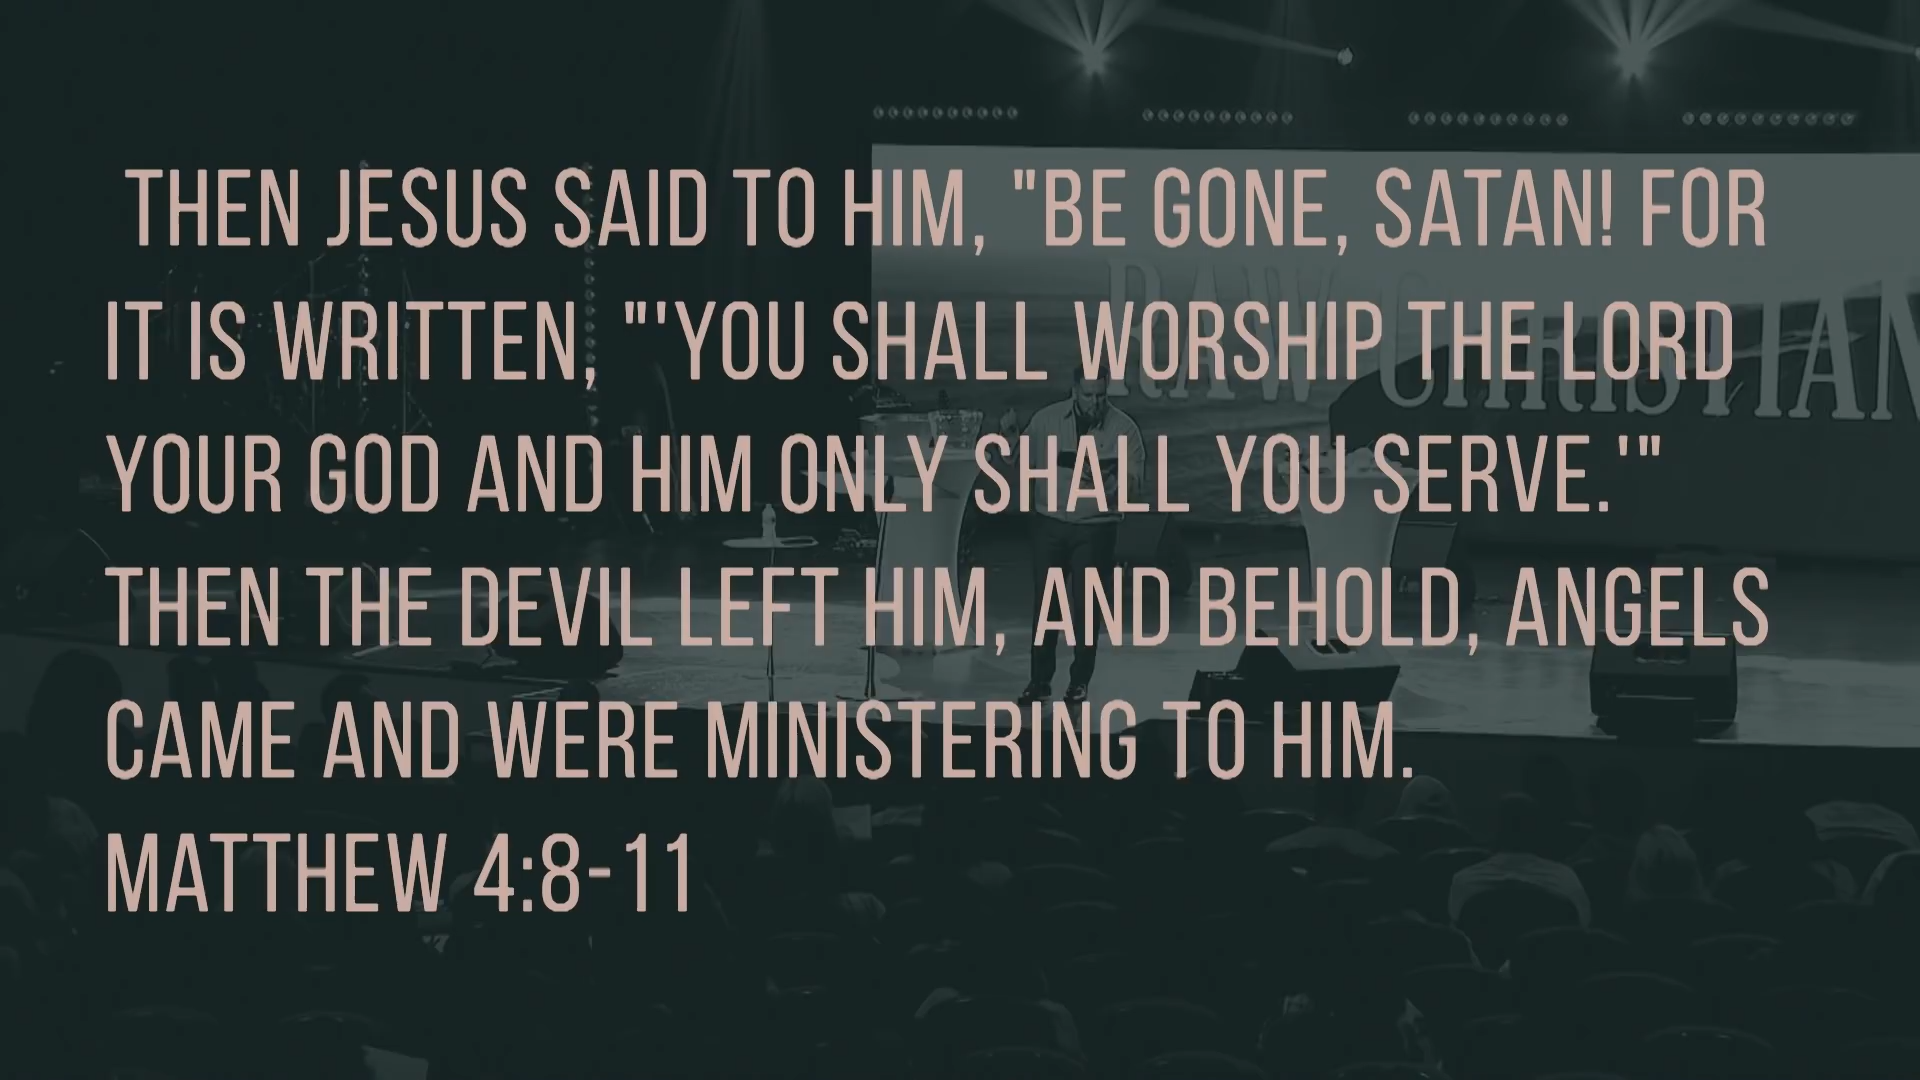 THEN JESUS SAID TO HIM, "BE GONE, SATAN! FOR
IT IS WRITTEN, "'YOU SHALL WORSHIP THE LORD
YOUR GOD AND HIM ONLY SHALL YOU SERVE.'"
THEN THE DEVIL LEFT HIM, AND BEHOLD, ANGELS
CAME AND WERE MINISTERING TO HIM.
MATTHEW 4:8-11
RAW CHRISTIAN